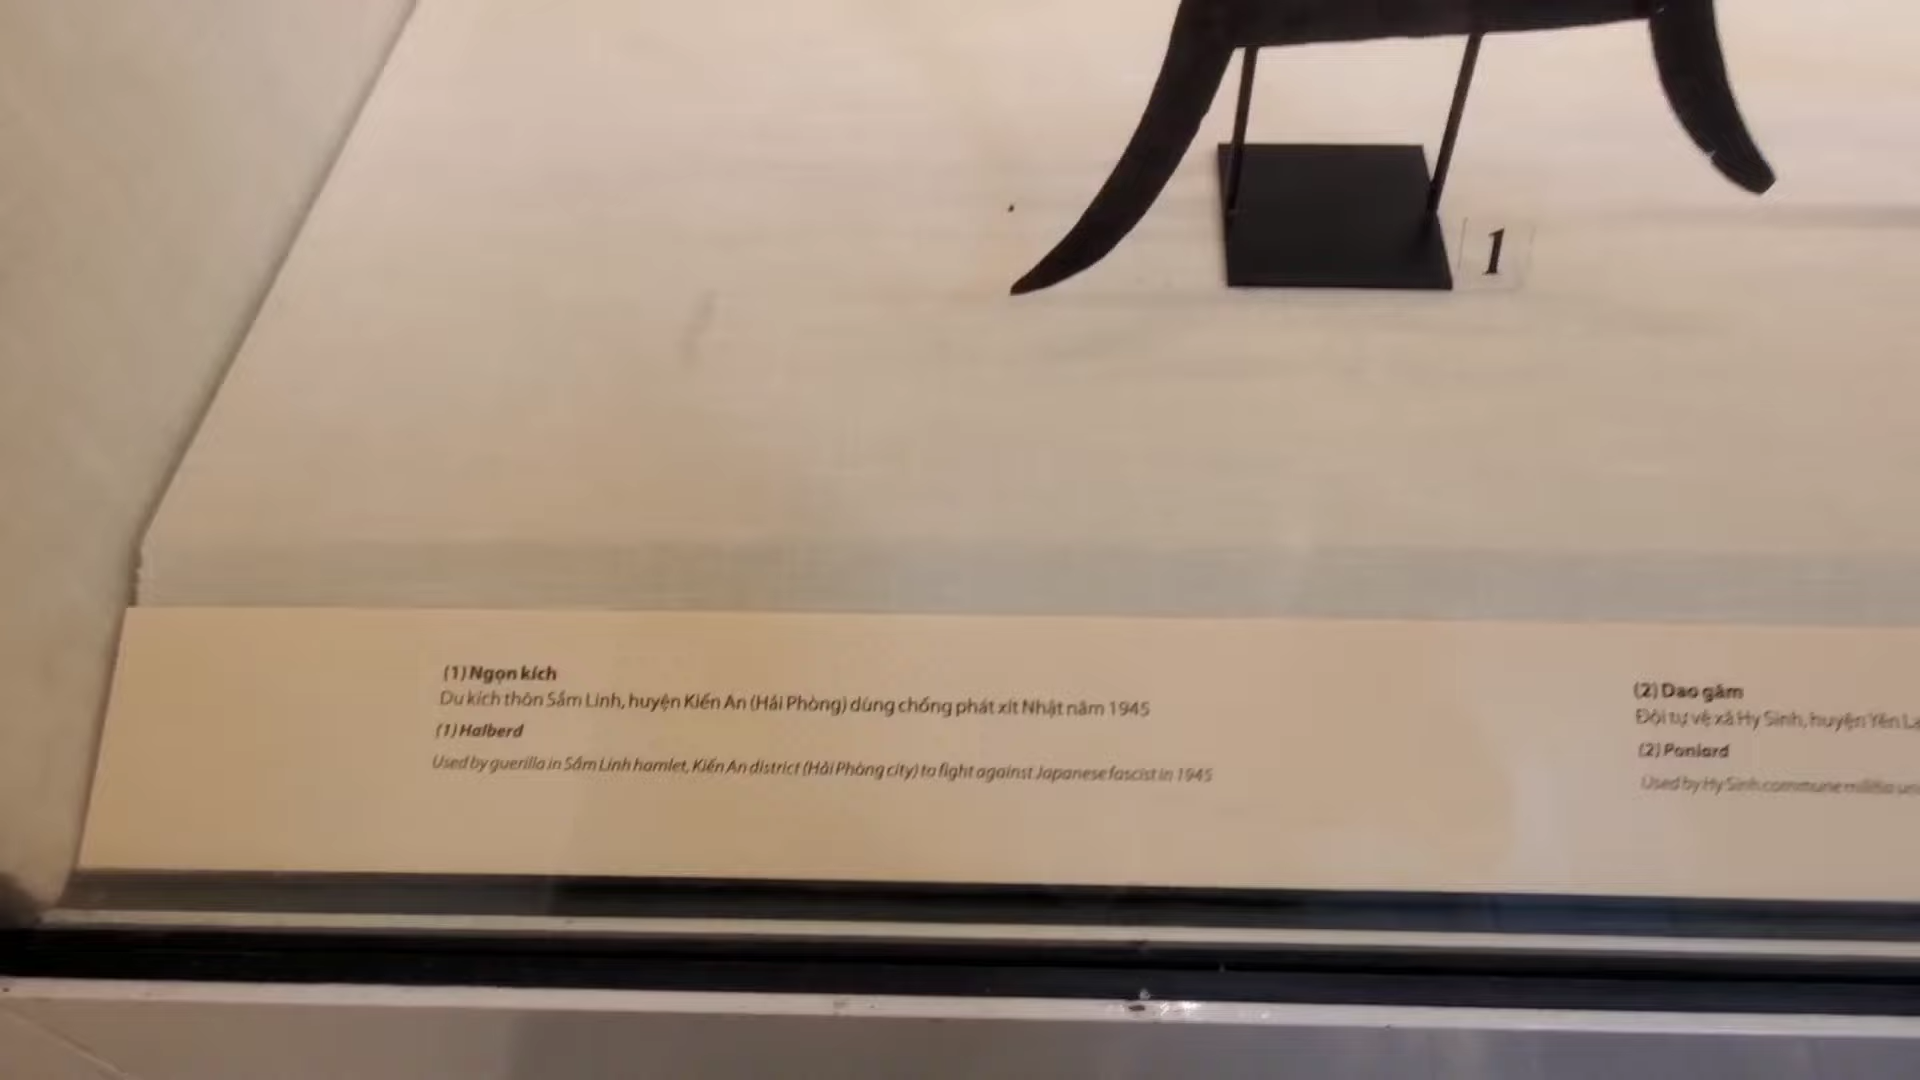 1
(1) Ngọn kích
Du kích thôn Sắm Linh, huyện Kiến An (Hải Phòng) dùng chống phát xít Nhật năm 1945
(1) Halberd
Used by guerilla in Sắm Linh hamlet, Kiến An district (Hải Phòng city) to fight against Japanese fascist in 1945
(2) Dao găm
Đội tự vệ xã Hy Sinh, huyện Yên
(2) Poniard
Used by Hy Sinh commune militia